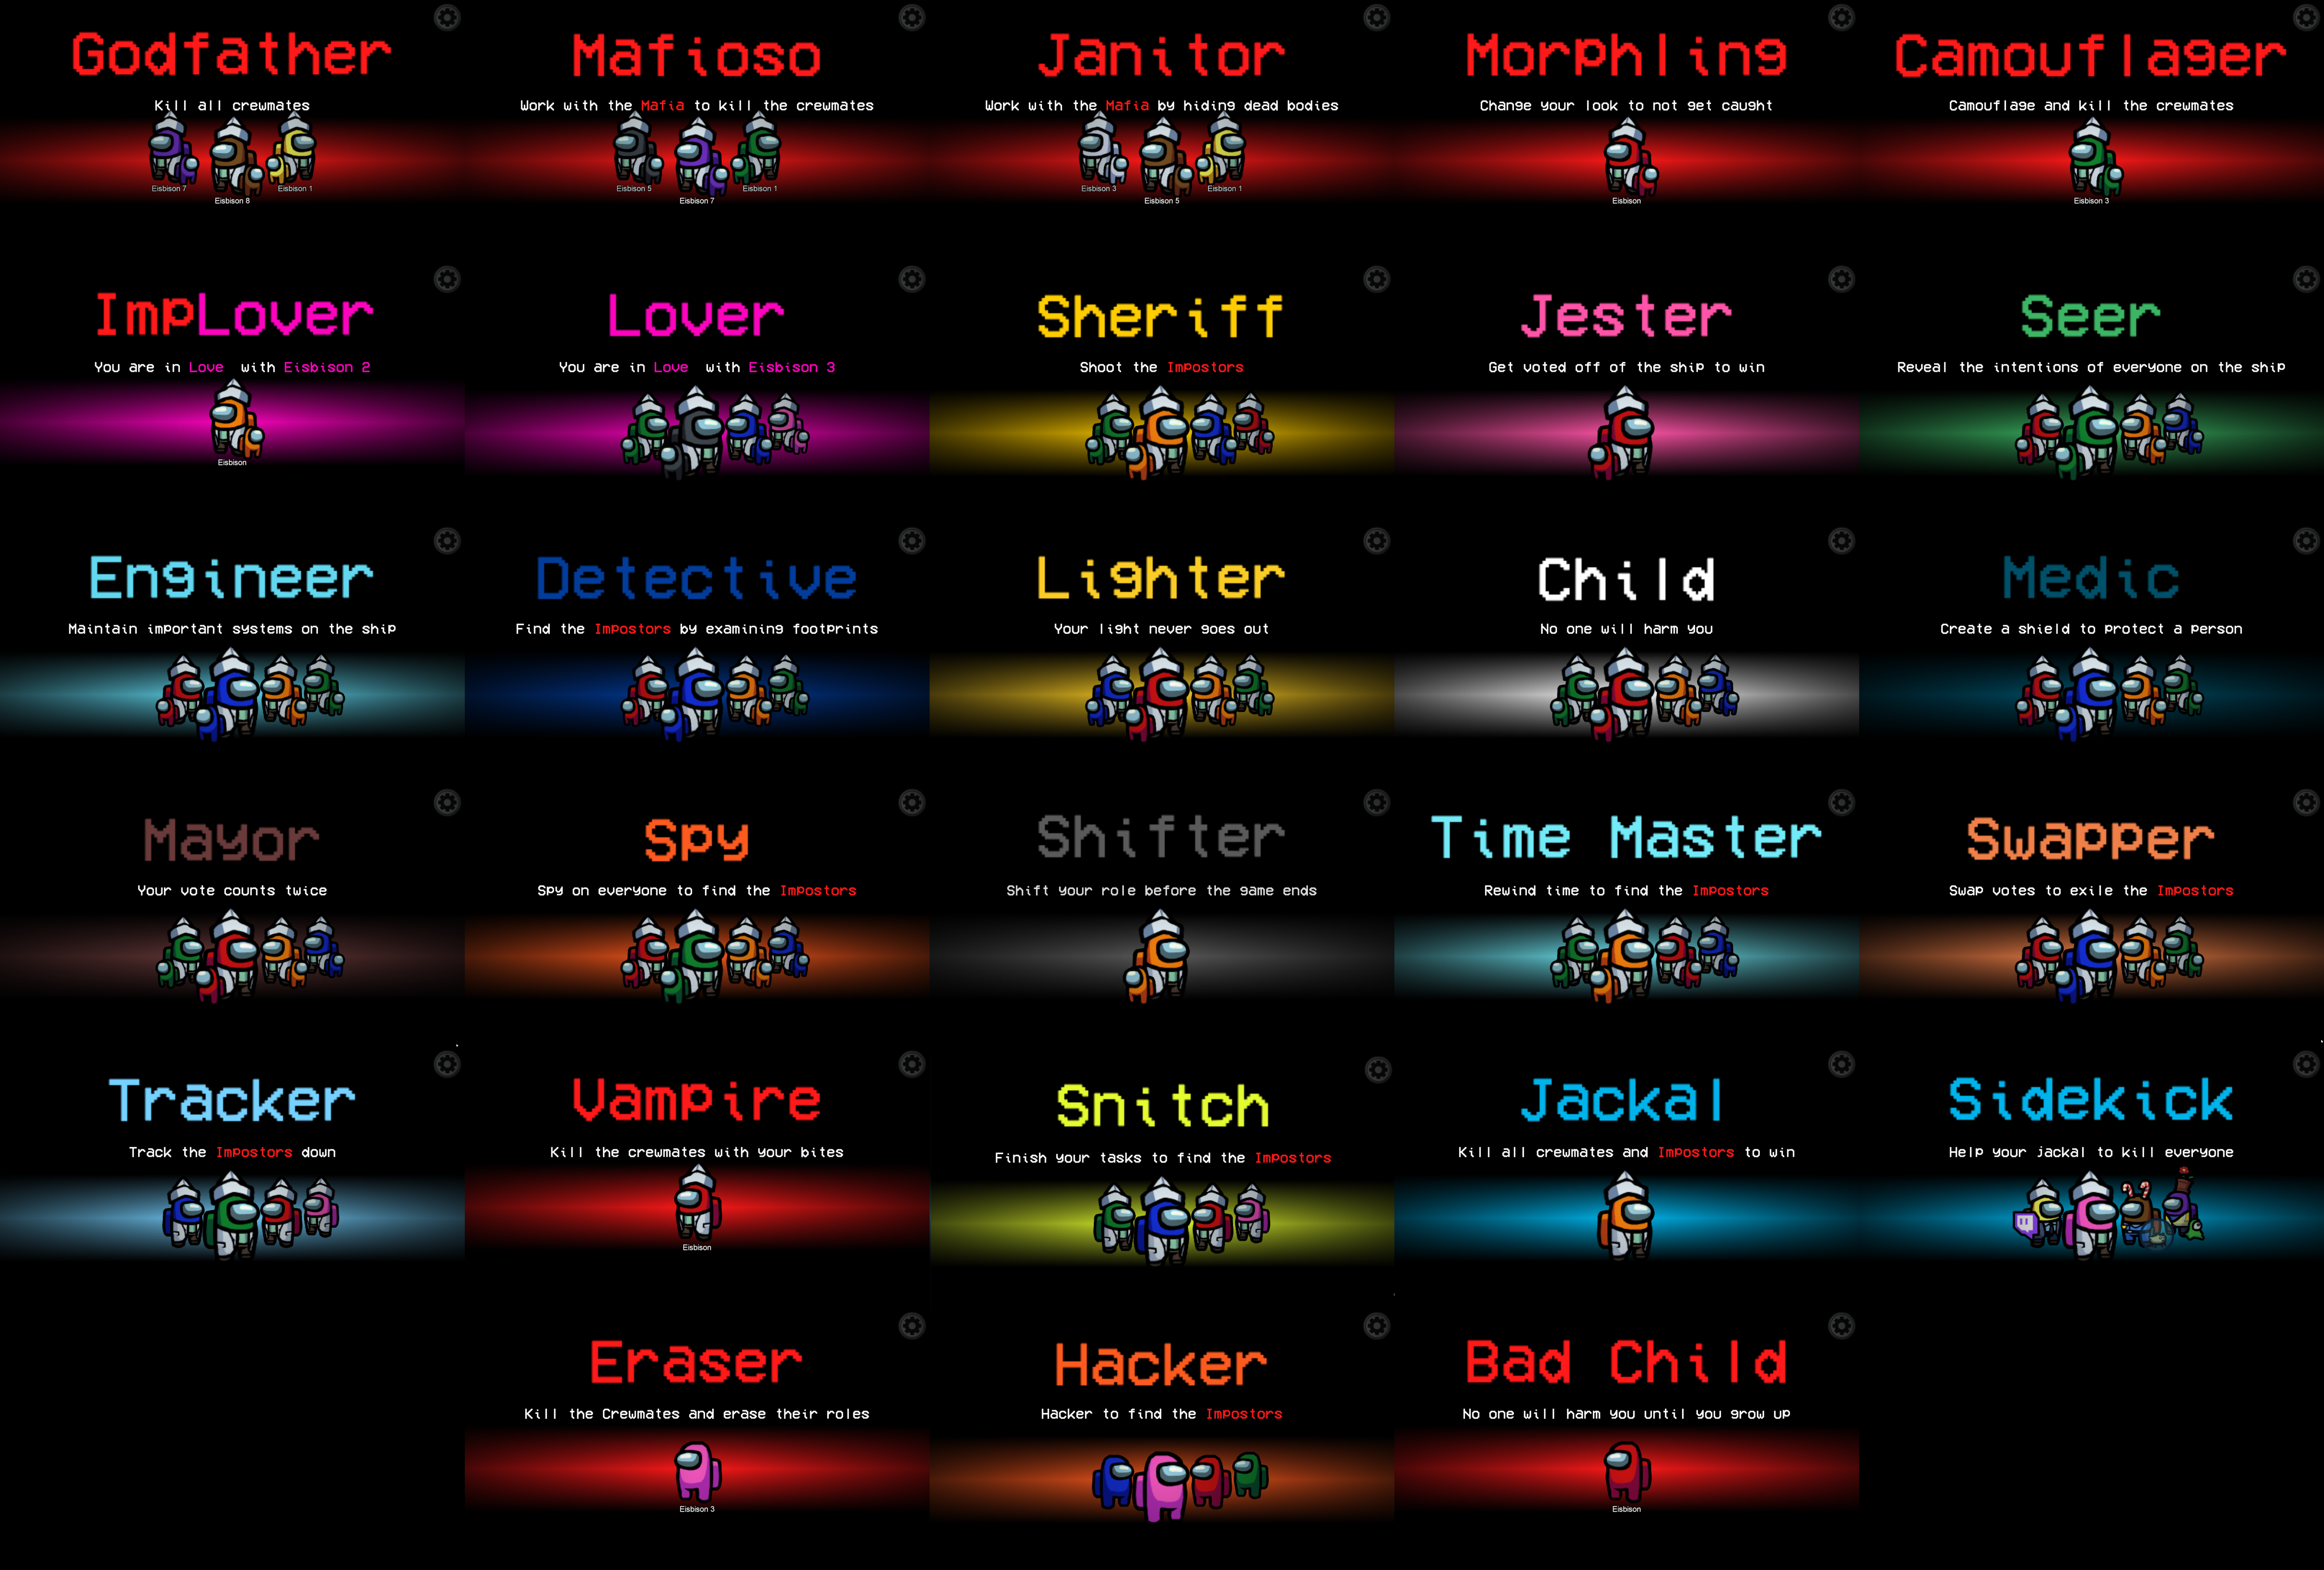 Godfather
Kill all crewmates
Eisbison 7
Eisbison 8
Eisbison 1
Mafioso
Work with the Mafia to kill the crewmates
Eisbison 5
Eisbison 7
Eisbison 1
Janitor
Work with the Mafia by hiding dead bodies
Eisbison 3
Eisbison 5
Eisbison 1
Morphling
Change your look to not get caught
Eisbison
Camouflager
Camouflage and kill the crewmates
Eisbison 3
ImpLover
You are in Love with Eisbison 2
Eisbison
Lover
You are in Love with Eisbison 3
Sheriff
Shoot the Impostors
Jester
Get voted off of the ship to win
Seer
Reveal the intentions of everyone on the ship
Engineer
Maintain important systems on the ship
Detective
Find the Impostors by examining footprints
Lighter
Your light never goes out
Child
No one will harm you
Medic
Create a shield to protect a person
Mayor
Your vote counts twice
Spy
Spy on everyone to find the Impostors
Shifter
Shift your role before the game ends
Time Master
Rewind time to find the Impostors
Swapper
Swap votes to exile the Impostors
Tracker
Track the Impostors down
Vampire
Kill the crewmates with your bites
Eisbison
Snitch
Finish your tasks to find the Impostors
Jackal
Kill all crewmates and Impostors to win
Sidekick
Help your jackal to kill everyone
Eraser
Kill the Crewmates and erase their roles
Eisbison 3
Hacker
Hacker to find the Impostors
Bad Child
No one will harm you until you grow up
Eisbison